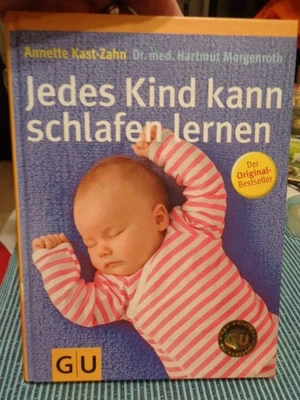 Annette Kast-Zahn Dr. med. Hartmut Morgenroth
Jedes Kind kann
schlafen lernen
Der
Original-
Bestseller
GU